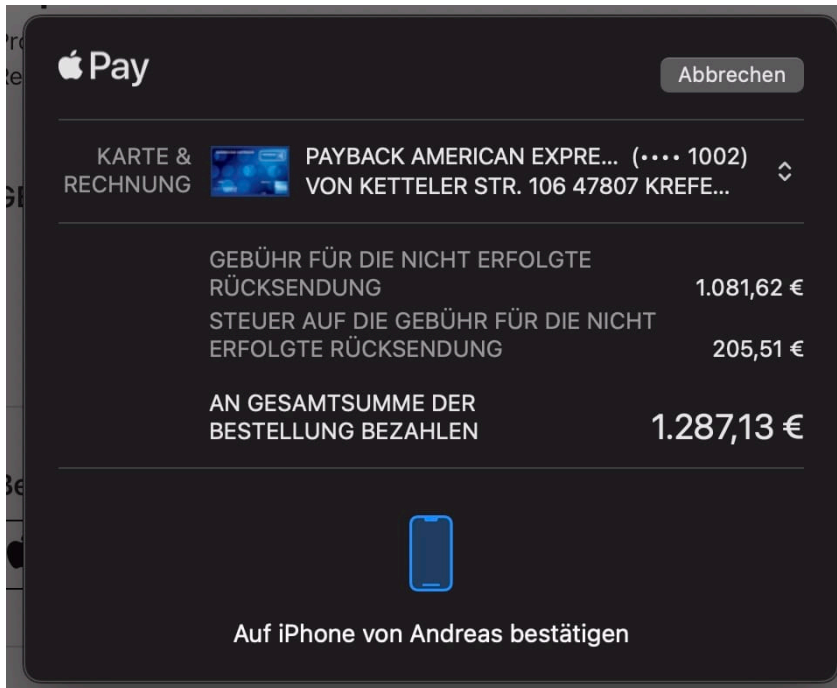 Pay
Abbrechen
KARTE &
RECHNUNG
PAYBACK AMERICAN EXPRE... (•••• 1002)
VON KETTELER STR. 106 47807 KREFE...
GEBÜHR FÜR DIE NICHT ERFOLGTE
RÜCKSENDUNG 1.081,62 €
STEUER AUF DIE GEBÜHR FÜR DIE NICHT
ERFOLGTE RÜCKSENDUNG 205,51 €
AN GESAMTSUMME DER
BESTELLUNG BEZAHLEN 1.287,13 €
Auf iPhone von Andreas bestätigen